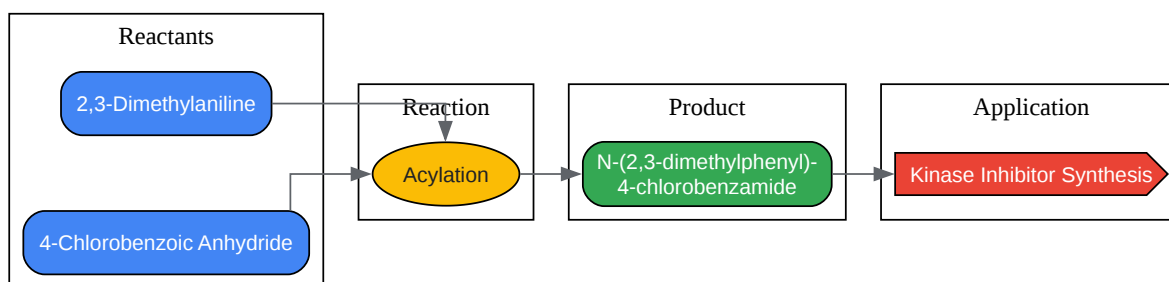 Reactants
2,3-Dimethylaniline
4-Chlorobenzoic Anhydride
Reaction
Acylation
Product
N-(2,3-dimethylphenyl)-
4-chlorobenzamide
Application
Kinase Inhibitor Synthesis